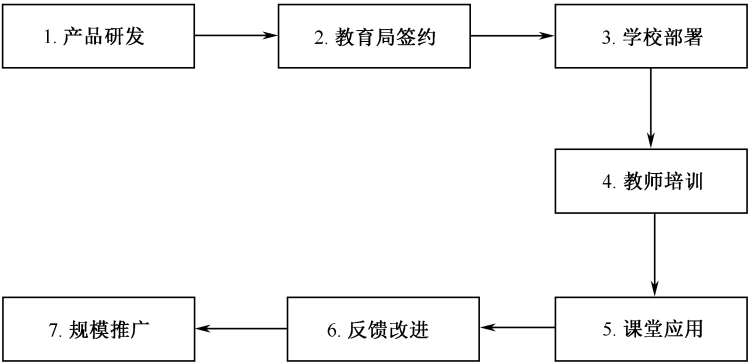 1. 产品研发
2. 教育局签约
3. 学校部署
4. 教师培训
5. 课堂应用
6. 反馈改进
7. 规模推广